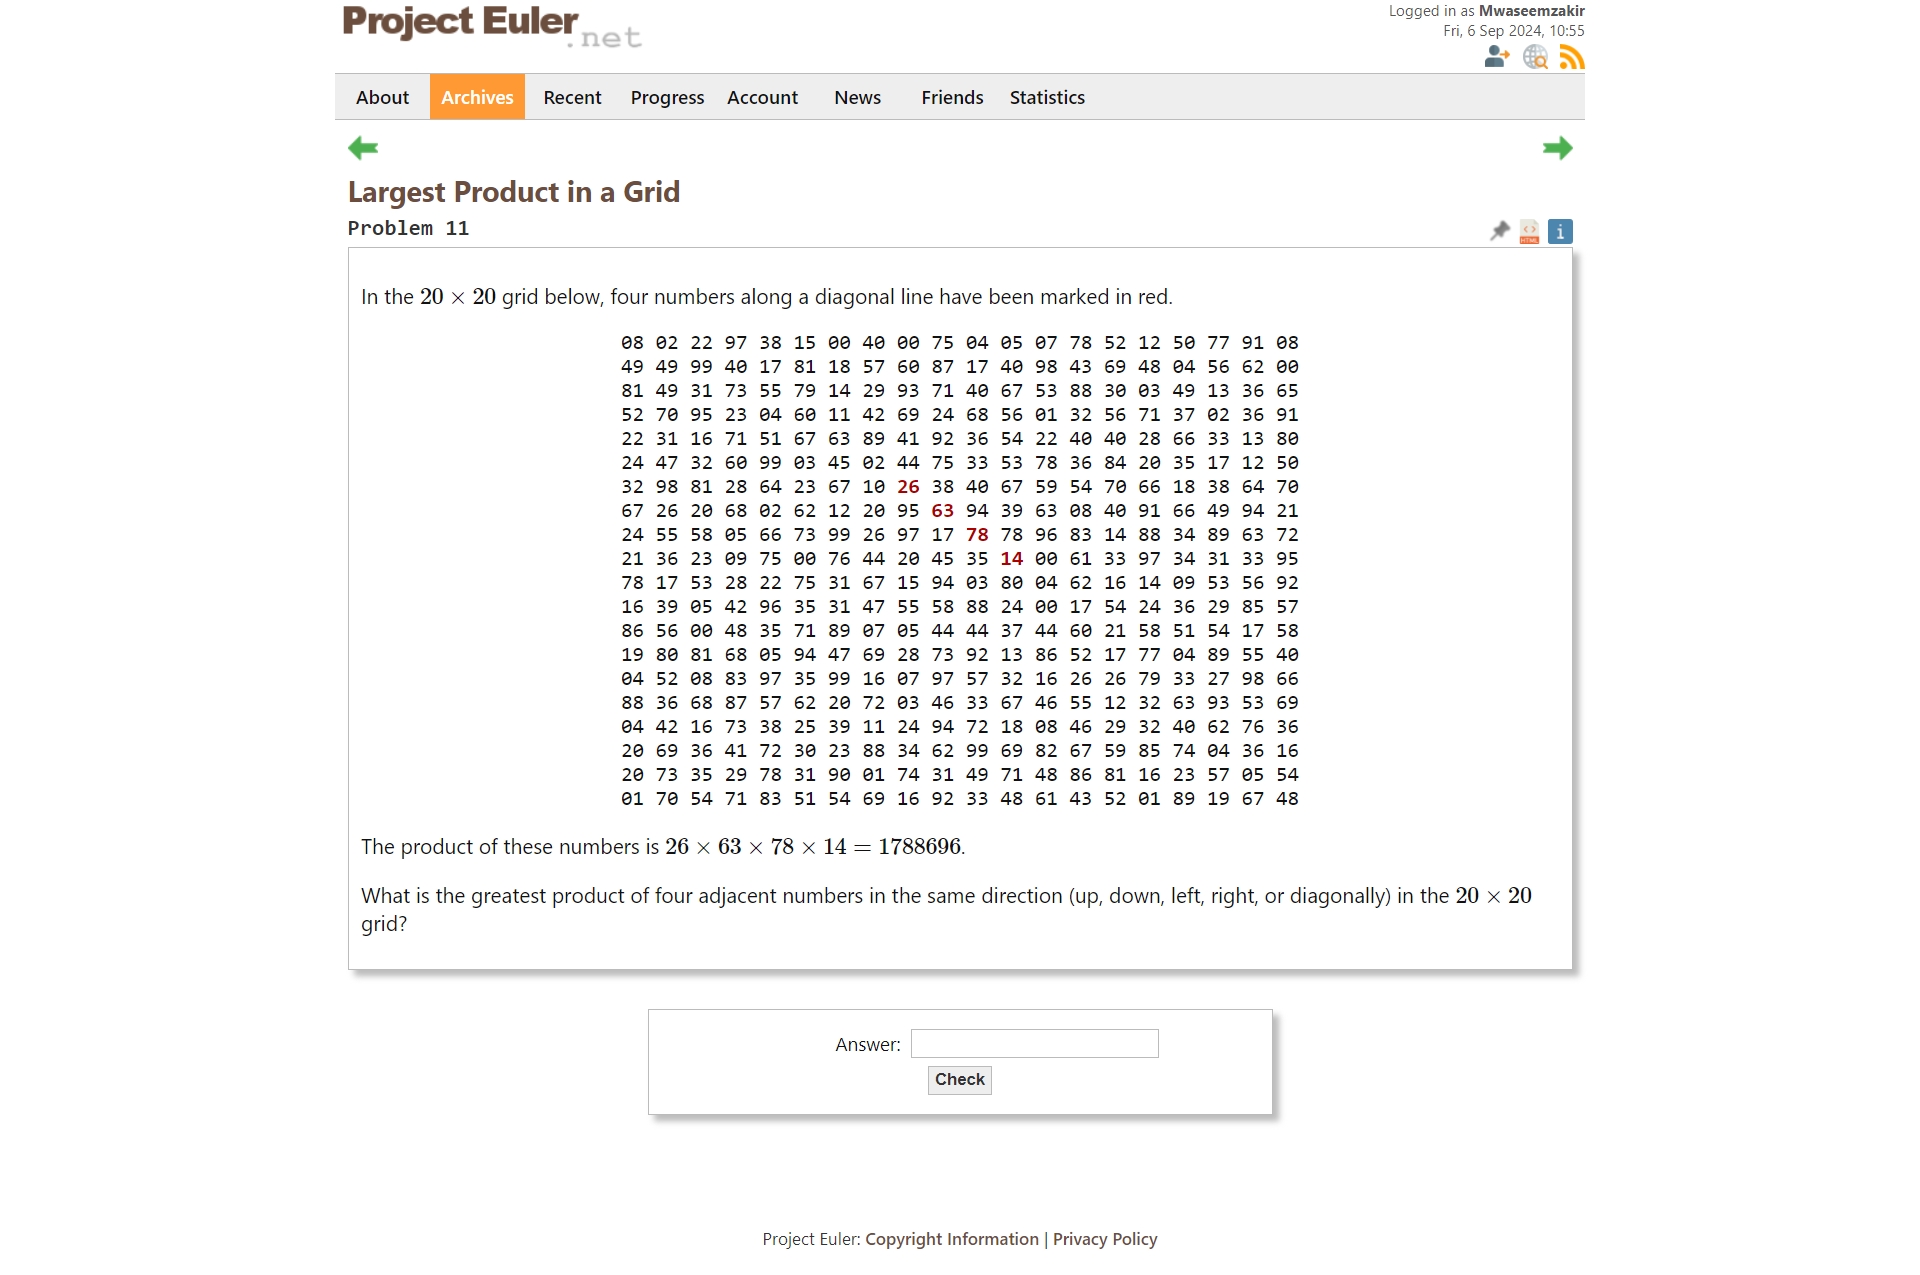 Project Euler.net
Logged in as Mwaseemzakir
Fri, 6 Sep 2024, 10:55
About Archives Recent Progress Account News Friends Statistics
Largest Product in a Grid
Problem 11
HTML
i
In the 20 × 20 grid below, four numbers along a diagonal line have been marked in red.
08 02 22 97 38 15 00 40 00 75 04 05 07 78 52 12 50 77 91 08
49 49 99 40 17 81 18 57 60 87 17 40 98 43 69 48 04 56 62 00
81 49 31 73 55 79 14 29 93 71 40 67 53 88 30 03 49 13 36 65
52 70 95 23 04 60 11 42 69 24 68 56 01 32 56 71 37 02 36 91
22 31 16 71 51 67 63 89 41 92 36 54 22 40 40 28 66 33 13 80
24 47 32 60 99 03 45 02 44 75 33 53 78 36 84 20 35 17 12 50
32 98 81 28 64 23 67 10 26 38 40 67 59 54 70 66 18 38 64 70
67 26 20 68 02 62 12 20 95 63 94 39 63 08 40 91 66 49 94 21
24 55 58 05 66 73 99 26 97 17 78 78 96 83 14 88 34 89 63 72
21 36 23 09 75 00 76 44 20 45 35 14 00 61 33 97 34 31 33 95
78 17 53 28 22 75 31 67 15 94 03 80 04 62 16 14 09 53 56 92
16 39 05 42 96 35 31 47 55 58 88 24 00 17 54 24 36 29 85 57
86 56 00 48 35 71 89 07 05 44 44 37 44 60 21 58 51 54 17 58
19 80 81 68 05 94 47 69 28 73 92 13 86 52 17 77 04 89 55 40
04 52 08 83 97 35 99 16 07 97 57 32 16 26 26 79 33 27 98 66
88 36 68 87 57 62 20 72 03 46 33 67 46 55 12 32 63 93 53 69
04 42 16 73 38 25 39 11 24 94 72 18 08 46 29 32 40 62 76 36
20 69 36 41 72 30 23 88 34 62 99 69 82 67 59 85 74 04 36 16
20 73 35 29 78 31 90 01 74 31 49 71 48 86 81 16 23 57 05 54
01 70 54 71 83 51 54 69 16 92 33 48 61 43 52 01 89 19 67 48
The product of these numbers is 26 × 63 × 78 × 14 = 1788696.
What is the greatest product of four adjacent numbers in the same direction (up, down, left, right, or diagonally) in the 20 × 20
grid?
Answer:
Check
Project Euler: Copyright Information | Privacy Policy